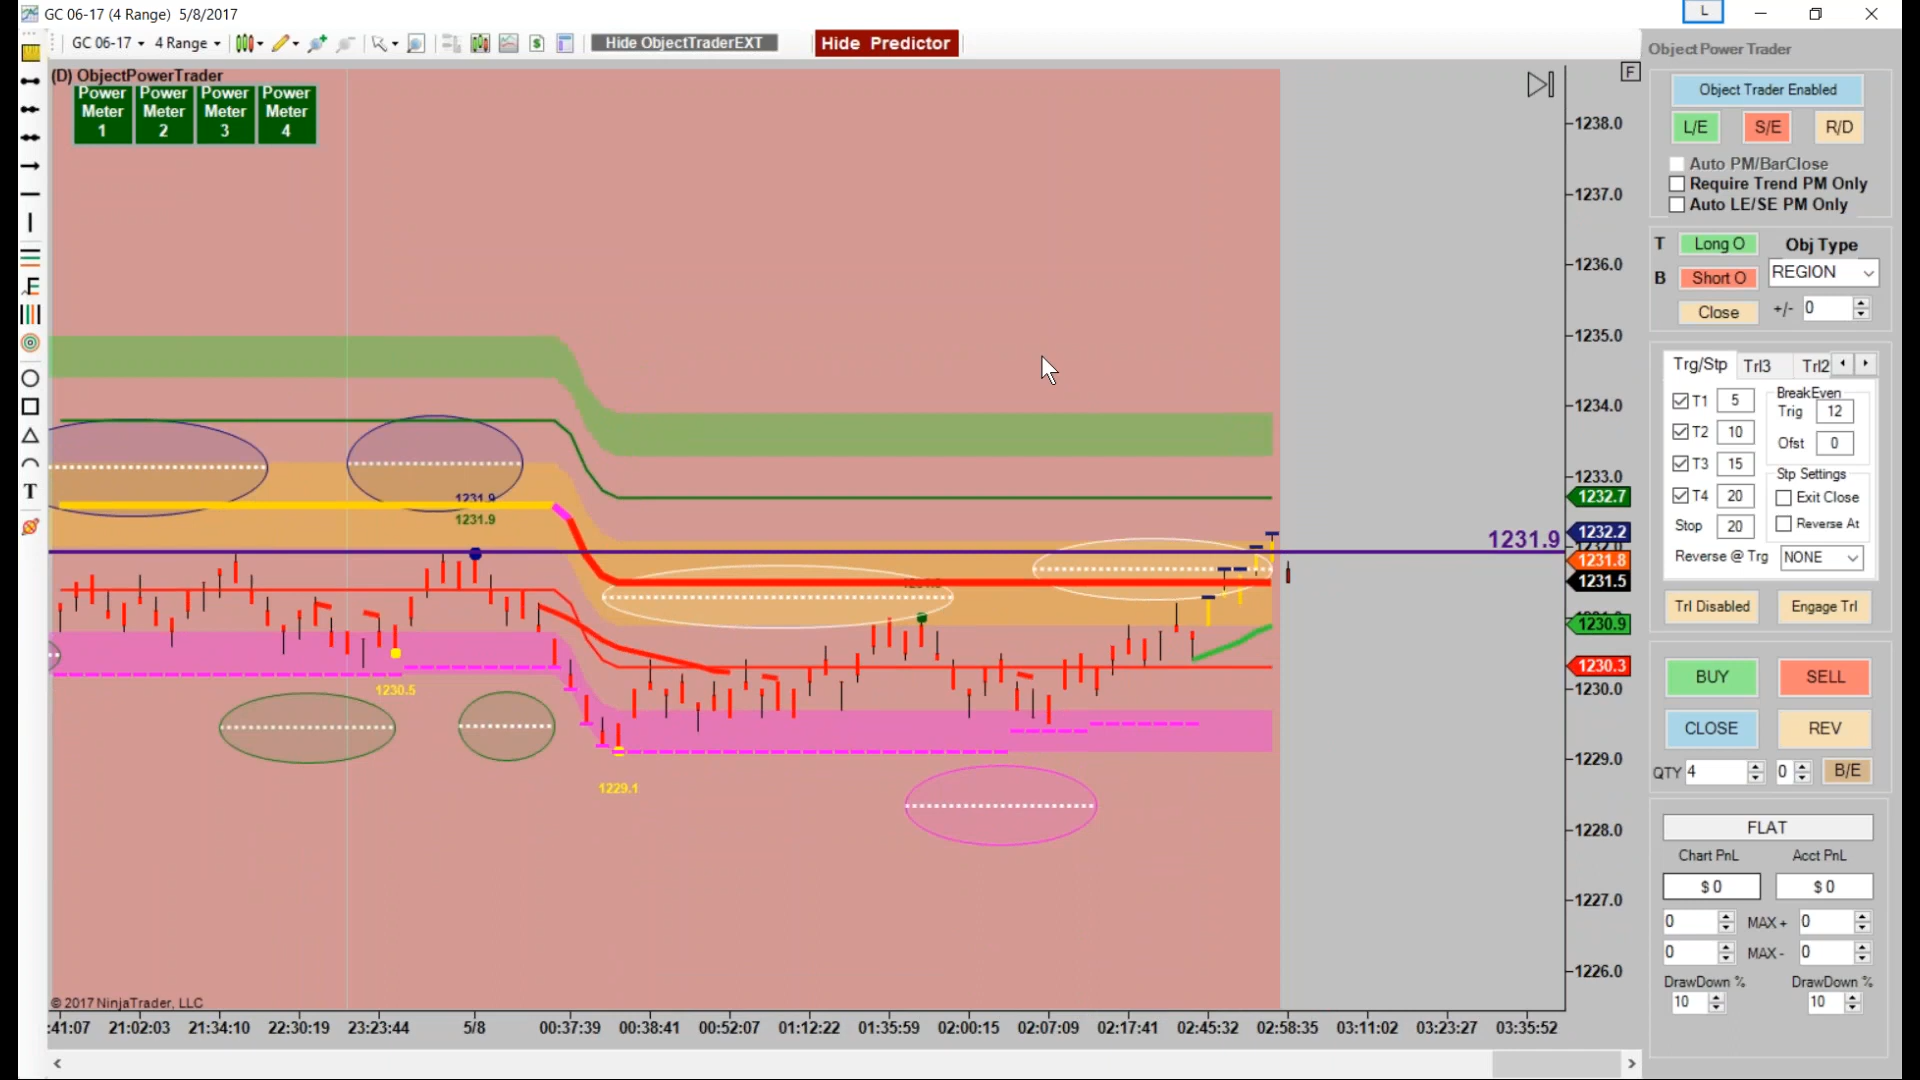 GC 06-17 (4 Range)  5/8/2017
L
GC 06-17
4 Range
Hide ObjectTraderEXT
Hide Predictor
Object Power Trader
(D) ObjectPowerTrader
Power Meter 1
Power Meter 2
Power Meter 3
Power Meter 4
F
T
1238.0
1237.0
1236.0
1235.0
1234.0
1233.0
1232.7
1232.2
1232.0
1231.8
1231.5
1230.9
1230.3
1230.0
1229.0
1228.0
1227.0
1226.0
1231.9
1231.9
1231.9
1230.5
1229.1
© 2017 NinjaTrader, LLC
:41:07 21:02:03 21:34:10 22:30:19 23:23:44 5/8 00:37:39 00:38:41 00:52:07 01:12:22 01:35:59 02:00:15 02:07:09 02:17:41 02:45:32 02:58:35 03:11:02 03:23:27 03:35:52
Object Trader Enabled
L/E S/E R/D
Auto PM/BarClose
Require Trend PM Only
Auto LE/SE PM Only
T Long O Obj Type
B Short O REGION
Close +/- 0
Trg/Stp Trl3 Trl2
T1 5
T2 10
T3 15
T4 20
Stop 20
BreakEven
Trig 12
Ofst 0
Stp Settings
Exit Close
Reverse At
Reverse @ Trg NONE
Trl Disabled Engage Trl
BUY SELL
CLOSE REV
QTY 4 0 B/E
FLAT
Chart PnL Acct PnL
$ 0 $ 0
0 MAX + 0
0 MAX - 0
DrawDown % DrawDown %
10 10